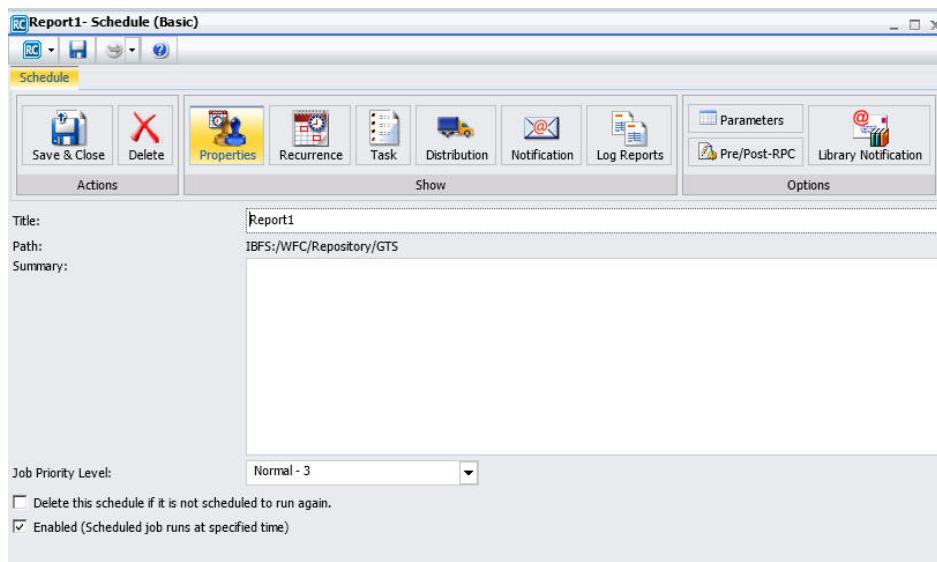 RC Report1- Schedule (Basic)
RC
Schedule
Save & Close Delete Properties Recurrence Task Distribution Notification Log Reports Parameters Pre/Post-RPC Library Notification
Actions Show Options
Title: Report1
Path: IBFS:/WFC/Repository/GTS
Summary:
Job Priority Level: Normal - 3
Delete this schedule if it is not scheduled to run again.
Enabled (Scheduled job runs at specified time)